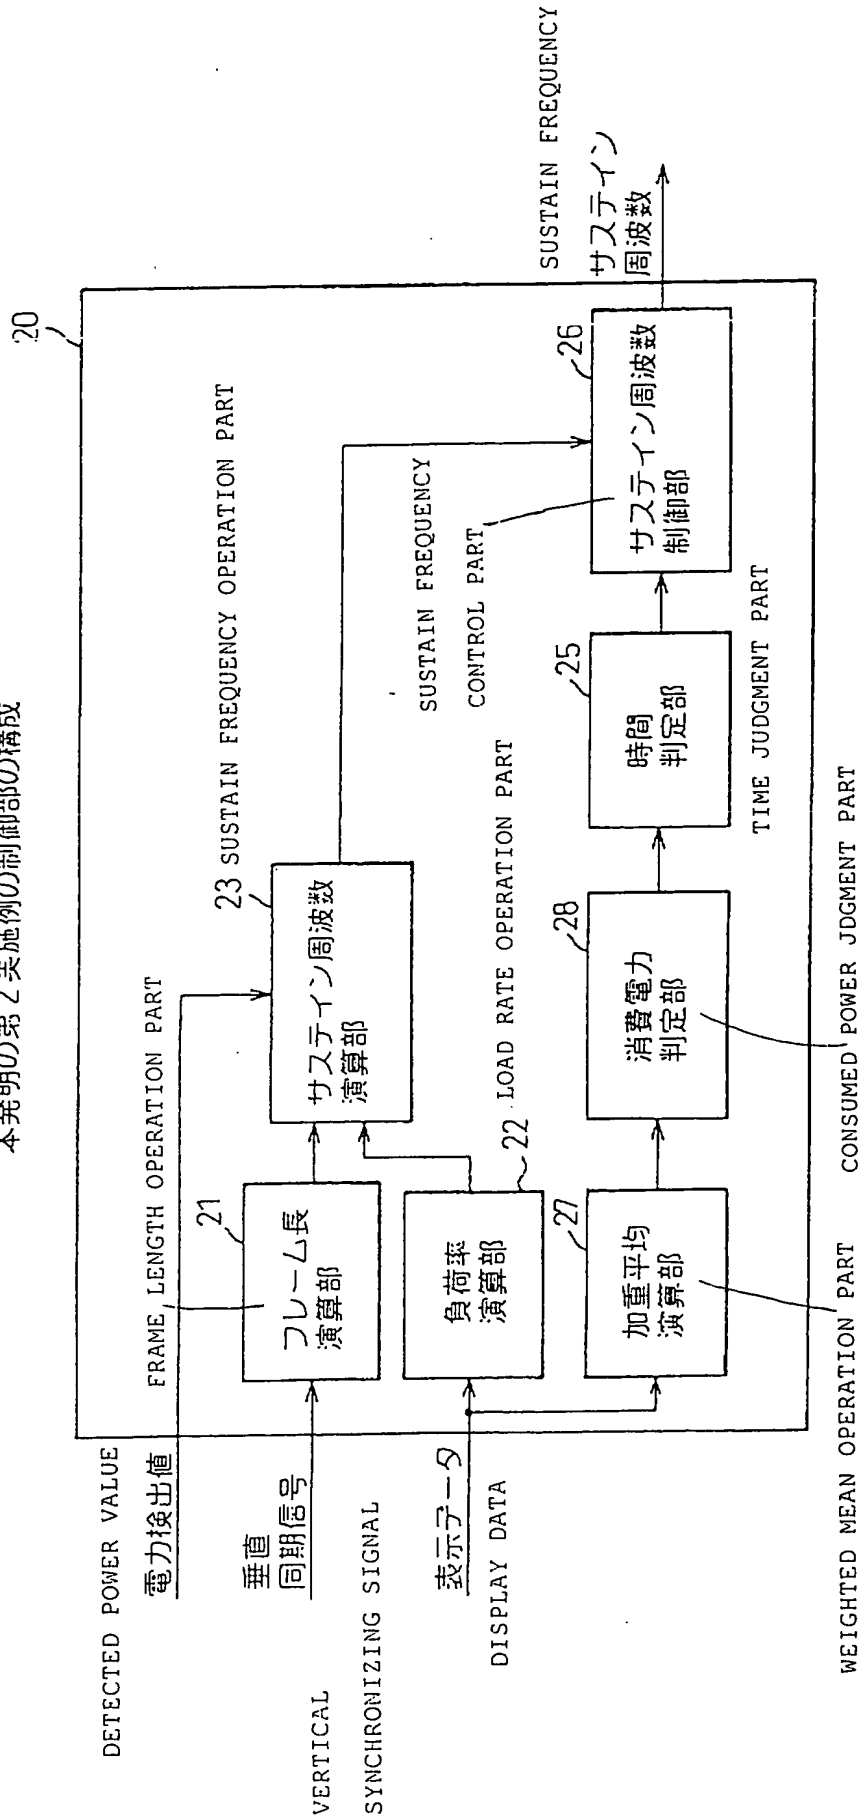 本発明の第2実施例の制御部の構成
20
DETECTED POWER VALUE
電力検出値
FRAME LENGTH OPERATION PART
垂直
同期信号
VERTICAL
SYNCHRONIZING SIGNAL
21
フレーム長
演算部
23
SUSTAIN FREQUENCY OPERATION PART
サステイン周波数
演算部
表示データ
DISPLAY DATA
22
LOAD RATE OPERATION PART
負荷率
演算部
27
加重平均
演算部
WEIGHTED MEAN OPERATION PART
28
消費電力
判定部
CONSUMED POWER JDGMENT PART
25
時間
判定部
TIME JUDGMENT PART
SUSTAIN FREQUENCY
CONTROL PART
26
サステイン周波数
制御部
SUSTAIN FREQUENCY
サステイン
周波数